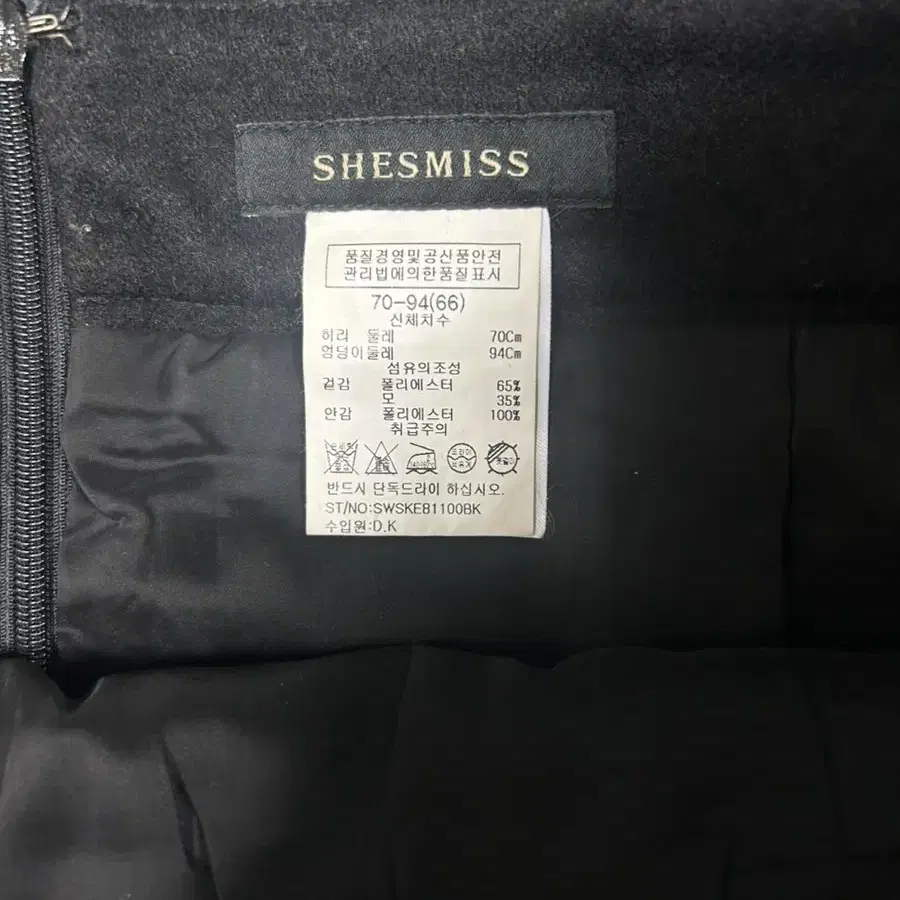 SHESMISS
품질경영및공산품안전
관리법에의한품질표시
70-94(66)
신체치수
허리 둘레 70Cm
엉덩이둘레 94Cm
섬유의조성
겉감 폴리에스터 65%
모 35%
안감 폴리에스터 100%
취급주의
드라이
반드시 단독드라이 하십시오.
ST/NO:SWSKE81100BK
수입원:D.K